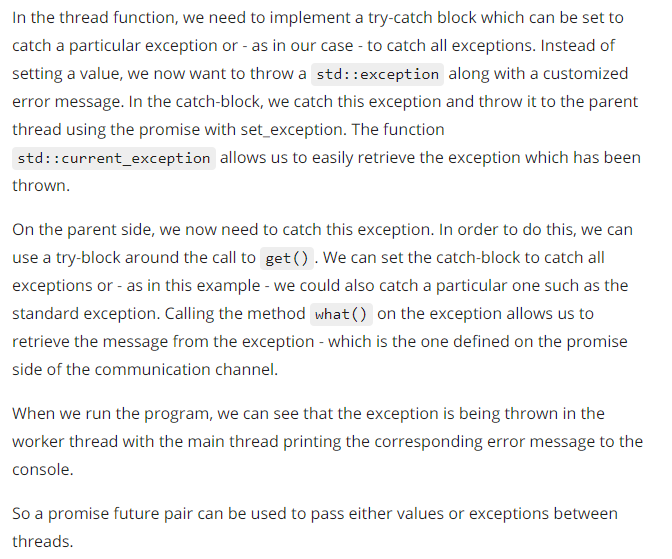 In the thread function, we need to implement a try-catch block which can be set to
catch a particular exception or - as in our case - to catch all exceptions. Instead of
setting a value, we now want to throw a std::exception along with a customized
error message. In the catch-block, we catch this exception and throw it to the parent
thread using the promise with set_exception. The function
std::current_exception allows us to easily retrieve the exception which has been
thrown.
On the parent side, we now need to catch this exception. In order to do this, we can
use a try-block around the call to get() . We can set the catch-block to catch all
exceptions or - as in this example - we could also catch a particular one such as the
standard exception. Calling the method what() on the exception allows us to
retrieve the message from the exception - which is the one defined on the promise
side of the communication channel.
When we run the program, we can see that the exception is being thrown in the
worker thread with the main thread printing the corresponding error message to the
console.
So a promise future pair can be used to pass either values or exceptions between
threads.